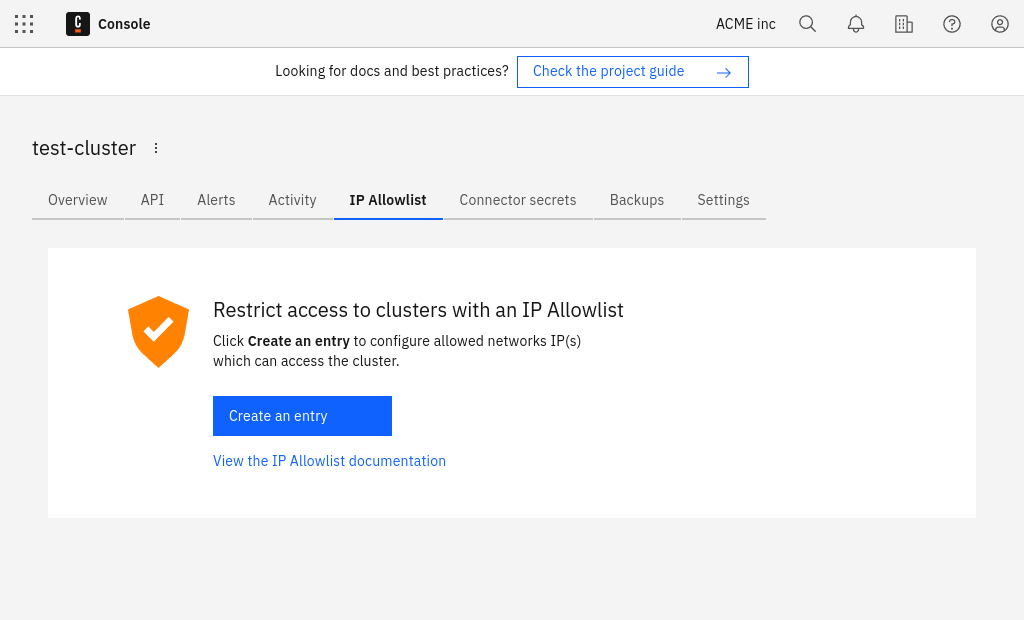 Console
ACME inc
Looking for docs and best practices?
Check the project guide
test-cluster
Overview
API
Alerts
Activity
IP Allowlist
Connector secrets
Backups
Settings
Restrict access to clusters with an IP Allowlist
Click Create an entry to configure allowed networks IP(s)
which can access the cluster.
Create an entry
View the IP Allowlist documentation